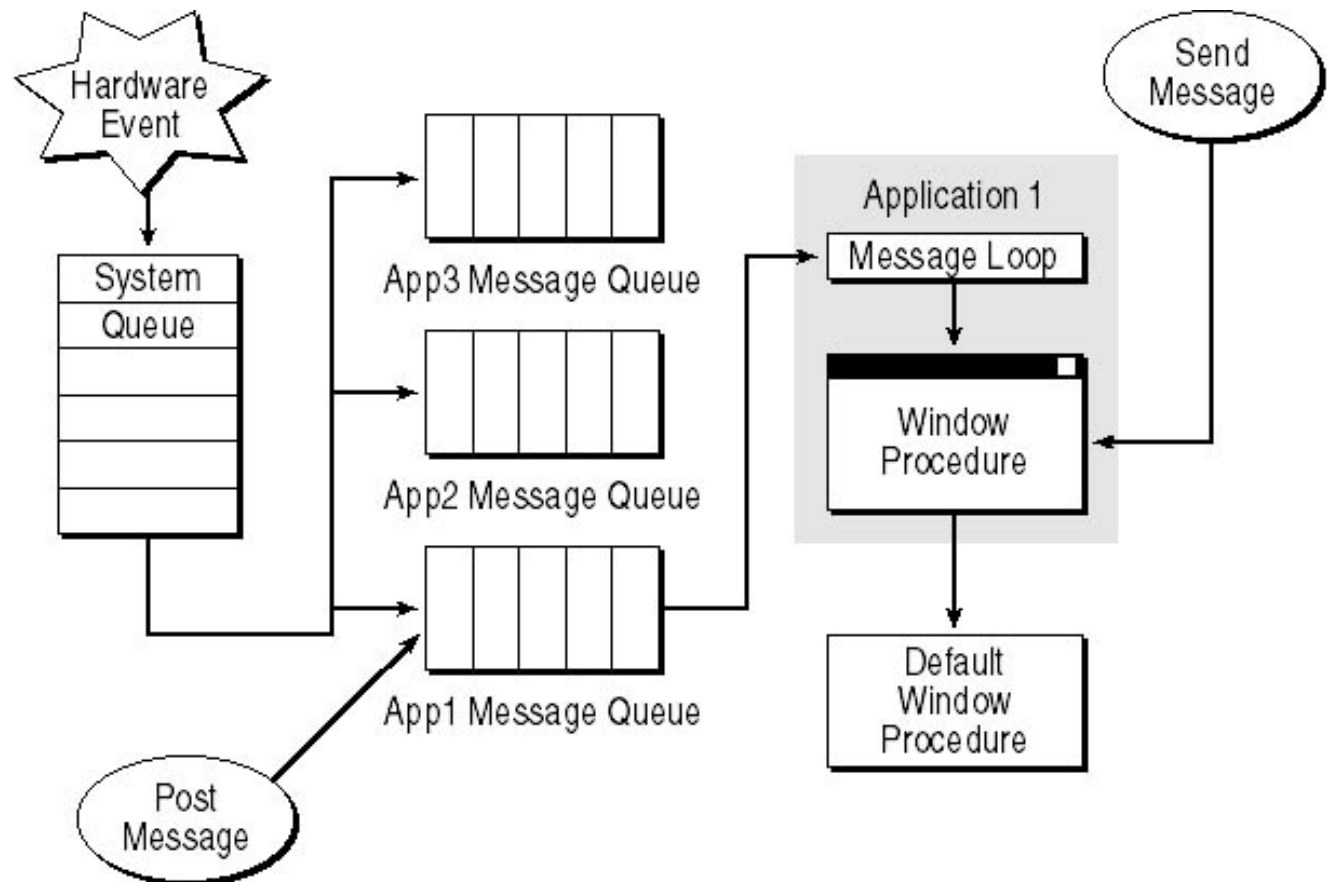 Hardware
Event
Send
Message
System
Queue
App3 Message Queue
App2 Message Queue
App1 Message Queue
Post
Message
Application 1
Message Loop
Window
Procedure
Default
Window
Procedure